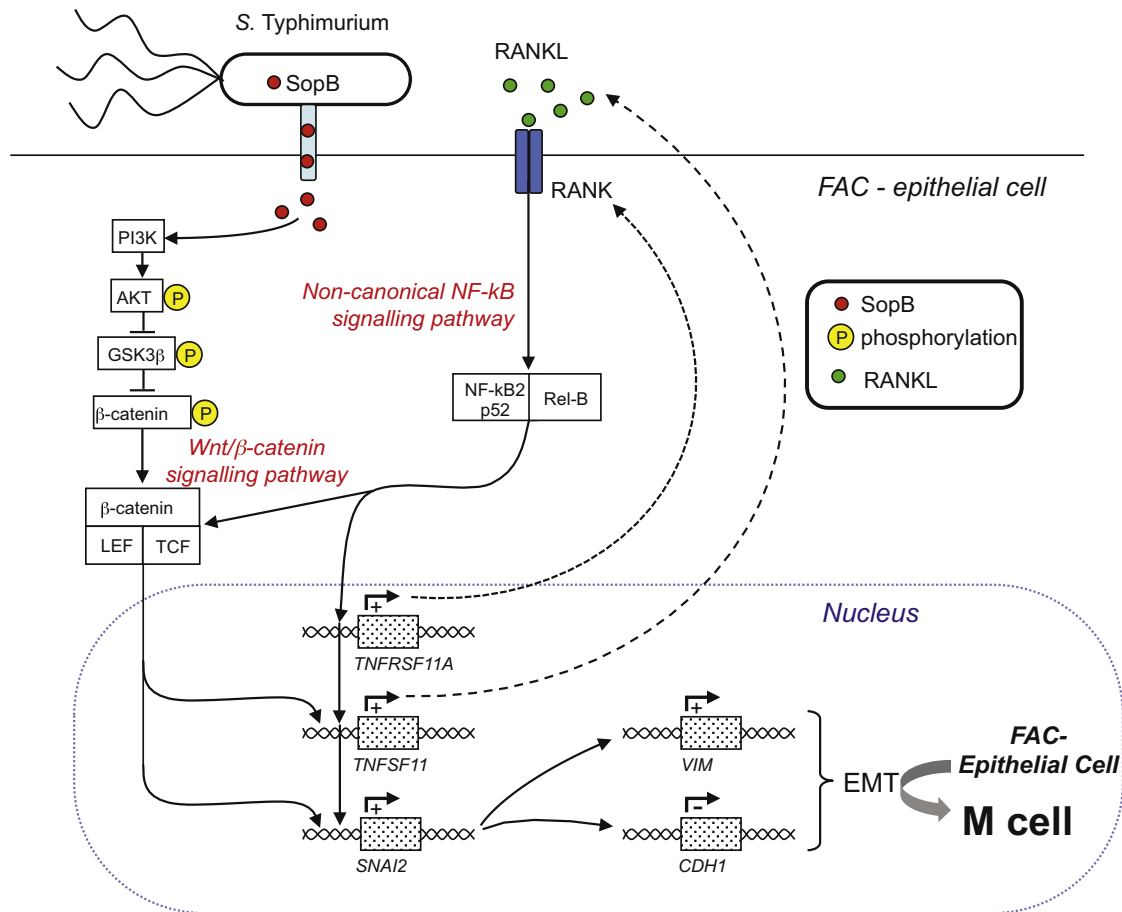 S. Typhimurium
SopB
RANKL
RANK
FAC - epithelial cell
PI3K
AKT
P
GSK3β
P
β-catenin
P
Non-canonical NF-kB
signalling pathway
SopB
P phosphorylation
RANKL
NF-kB2
p52
Rel-B
Wnt/β-catenin
signalling pathway
β-catenin
LEF
TCF
Nucleus
+
TNFRSF11A
+
TNFSF11
+
SNAI2
+
VIM
-
CDH1
EMT
FAC-
Epithelial Cell
M cell